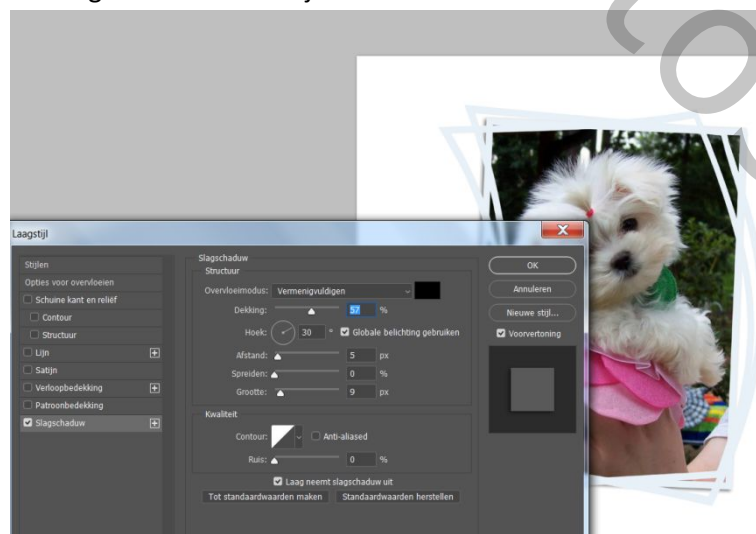 Laagstijl
Stijlen
Opties voor overvloeien
Schuine kant en reliëf
Contour
Structuur
Lijn
Satijn
Verloopbedekking
Patroonbedekking
Slagschaduw
Slagschaduw
Structuur
Overvloeimodus: Vermenigvuldigen
Dekking: 57 %
Hoek: 30 ° Globale belichting gebruiken
Afstand: 5 px
Spreiden: 0 %
Grootte: 9 px
Kwaliteit
Contour: Anti-aliased
Ruis: 0 %
Laag neemt slagschaduw uit
Tot standaardwaarden maken Standaardwaarden herstellen
OK
Annuleren
Nieuwe stijl...
Voorvertoning